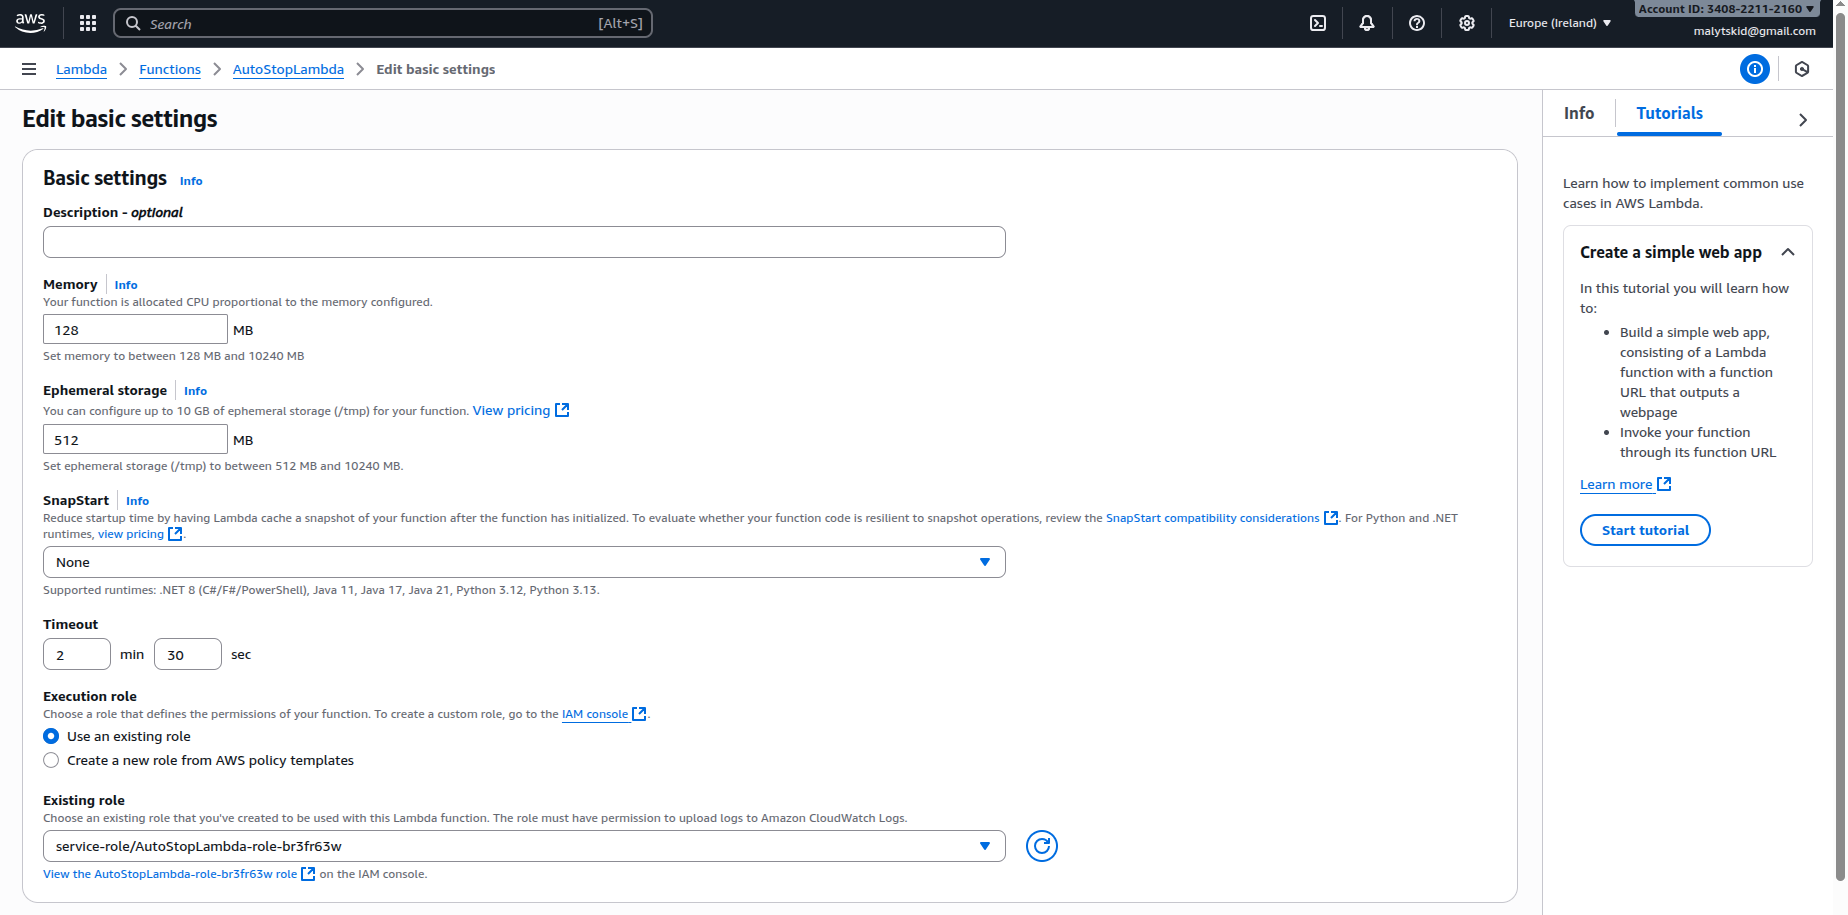 aws
Search
[Alt+S]
Europe (Ireland)
Account ID: 3408-2211-2160
malytskid@gmail.com
Lambda
Functions
AutoStopLambda
Edit basic settings
Edit basic settings
Basic settings Info
Description - optional
Memory Info
Your function is allocated CPU proportional to the memory configured.
128 MB
Set memory to between 128 MB and 10240 MB
Ephemeral storage Info
You can configure up to 10 GB of ephemeral storage (/tmp) for your function. View pricing
512 MB
Set ephemeral storage (/tmp) to between 512 MB and 10240 MB.
SnapStart Info
Reduce startup time by having Lambda cache a snapshot of your function after the function has initialized. To evaluate whether your function code is resilient to snapshot operations, review the SnapStart compatibility considerations . For Python and .NET
runtimes, view pricing .
None
Supported runtimes: .NET 8 (C#/F#/PowerShell), Java 11, Java 17, Java 21, Python 3.12, Python 3.13.
Timeout
2 min 30 sec
Execution role
Choose a role that defines the permissions of your function. To create a custom role, go to the IAM console .
Use an existing role
Create a new role from AWS policy templates
Existing role
Choose an existing role that you've created to be used with this Lambda function. The role must have permission to upload logs to Amazon CloudWatch Logs.
service-role/AutoStopLambda-role-br3fr63w
View the AutoStopLambda-role-br3fr63w role on the IAM console.
Info
Tutorials
Learn how to implement common use
cases in AWS Lambda.
Create a simple web app
In this tutorial you will learn how
to:
Build a simple web app,
consisting of a Lambda
function with a function
URL that outputs a
webpage
Invoke your function
through its function URL
Learn more
Start tutorial